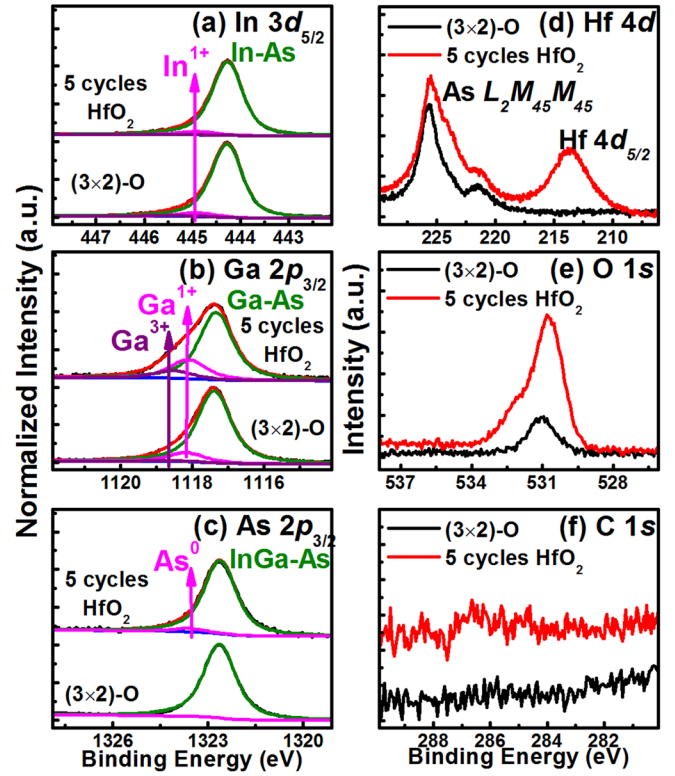 Normalized Intensity (a.u.)
(a) In 3d5/2
In1+
In-As
5 cycles
HfO2
(3×2)-O
447 446 445 444 443
(b) Ga 2p3/2
Ga1+
Ga-As
Ga3+
5 cycles
HfO2
(3×2)-O
1120 1118 1116 1114
(c) As 2p3/2
As0
InGa-As
5 cycles
HfO2
(3×2)-O
1326 1323 1320
Binding Energy (eV)
Intensity (a.u.)
(d) Hf 4d
(3×2)-O
5 cycles HfO2
As L2M45M45
Hf 4d5/2
225 220 215 210
(e) O 1s
(3×2)-O
5 cycles HfO2
537 534 531 528
(f) C 1s
(3×2)-O
5 cycles HfO2
288 286 284 282
Binding Energy (eV)